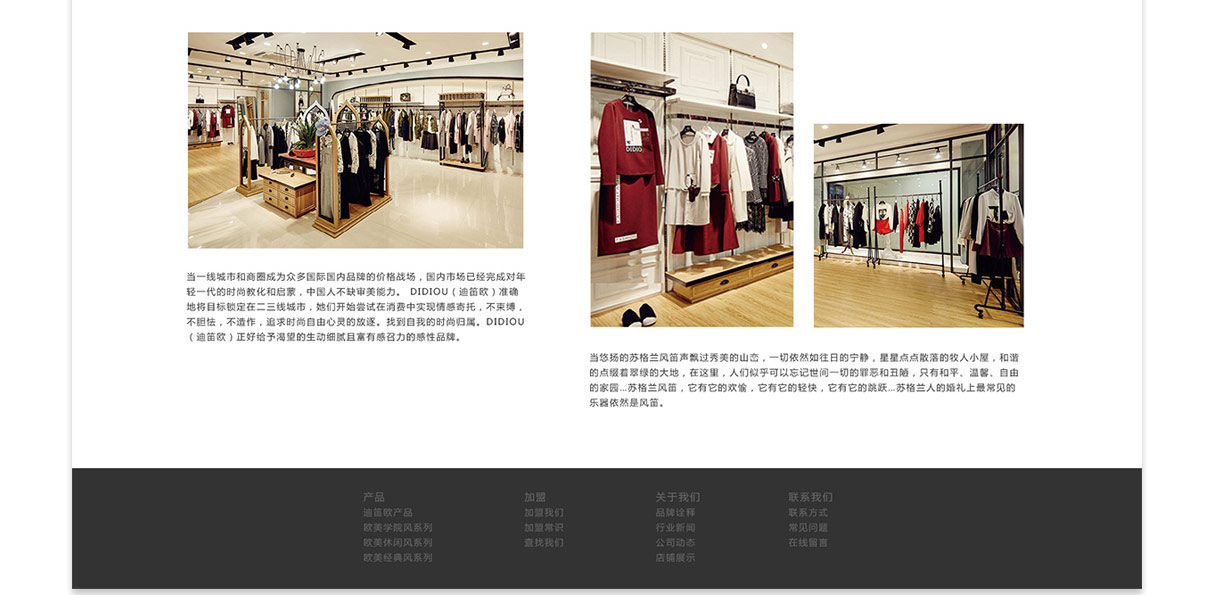 DIDIO
当一线城市和商圈成为众多国际国内品牌的价格战场，国内市场已经完成对年
轻一代的时尚教化和启蒙，中国人不缺审美能力。 DIDIOU（迪笛欧）准确
地将目标锁定在二三线城市，她们开始尝试在消费中实现情感寄托，不束缚，
不胆怯，不造作，追求时尚自由心灵的放逐。找到自我的时尚归属。DIDIOU
（迪笛欧）正好给予渴望的生动细腻且富有感召力的感性品牌。
当悠扬的苏格兰风笛声飘过秀美的山峦，一切依然如往日的宁静，星星点点散落的牧人小屋，和谐
的点缀着翠绿的大地，在这里，人们似乎可以忘记世间一切的罪恶和丑陋，只有和平、温馨、自由
的家园...苏格兰风笛，它有它的欢愉，它有它的轻快，它有它的跳跃...苏格兰人的婚礼上最常见的
乐器依然是风笛。
产品
迪笛欧产品
欧美学院风系列
欧美休闲风系列
欧美经典风系列
加盟
加盟我们
加盟常识
查找我们
关于我们
品牌诠释
行业新闻
公司动态
店铺展示
联系我们
联系方式
常见问题
在线留言